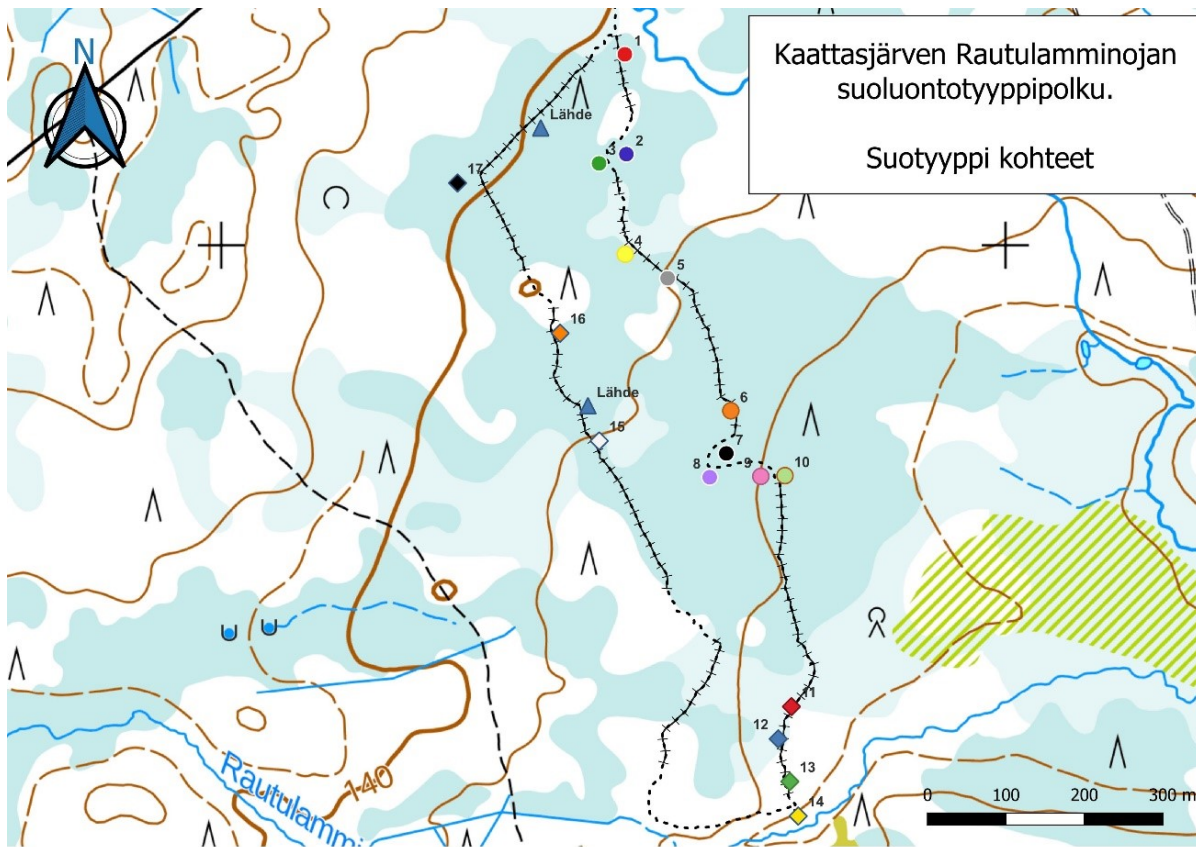 N
Kaattasjärven Rautulamminojan
suoluontotyyppipolku.
Suotyyppi kohteet
1
Lähde
2
3
17
4
5
16
Lähde
6
15
7
8
9
10
11
12
13
14
140
Rautulammi
0
100
200
300 m